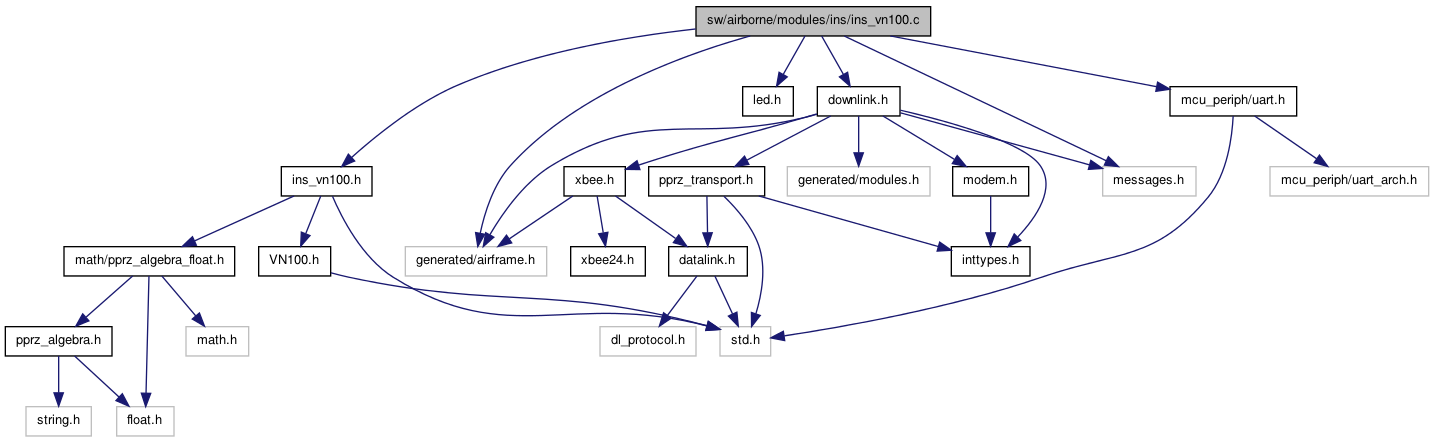 sw/airborne/modules/ins/ins_vn100.c
led.h
downlink.h
mcu_periph/uart.h
ins_vn100.h
xbee.h
pprz_transport.h
generated/modules.h
modem.h
messages.h
mcu_periph/uart_arch.h
math/pprz_algebra_float.h
VN100.h
generated/airframe.h
xbee24.h
datalink.h
inttypes.h
pprz_algebra.h
math.h
dl_protocol.h
std.h
string.h
float.h